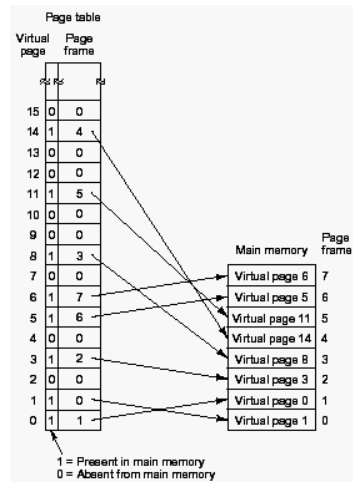 Page table
Virtual page
Page frame
15 0 0
14 1 4
13 0 0
12 0 0
11 1 5
10 0 0
9 0 0
8 1 3
7 0 0
6 1 7
5 1 6
4 0 0
3 1 2
2 0 0
1 1 0
0 1 1
1 = Present in main memory
0 = Absent from main memory
Main memory
Page frame
Virtual page 6 7
Virtual page 5 6
Virtual page 11 5
Virtual page 14 4
Virtual page 8 3
Virtual page 3 2
Virtual page 0 1
Virtual page 1 0